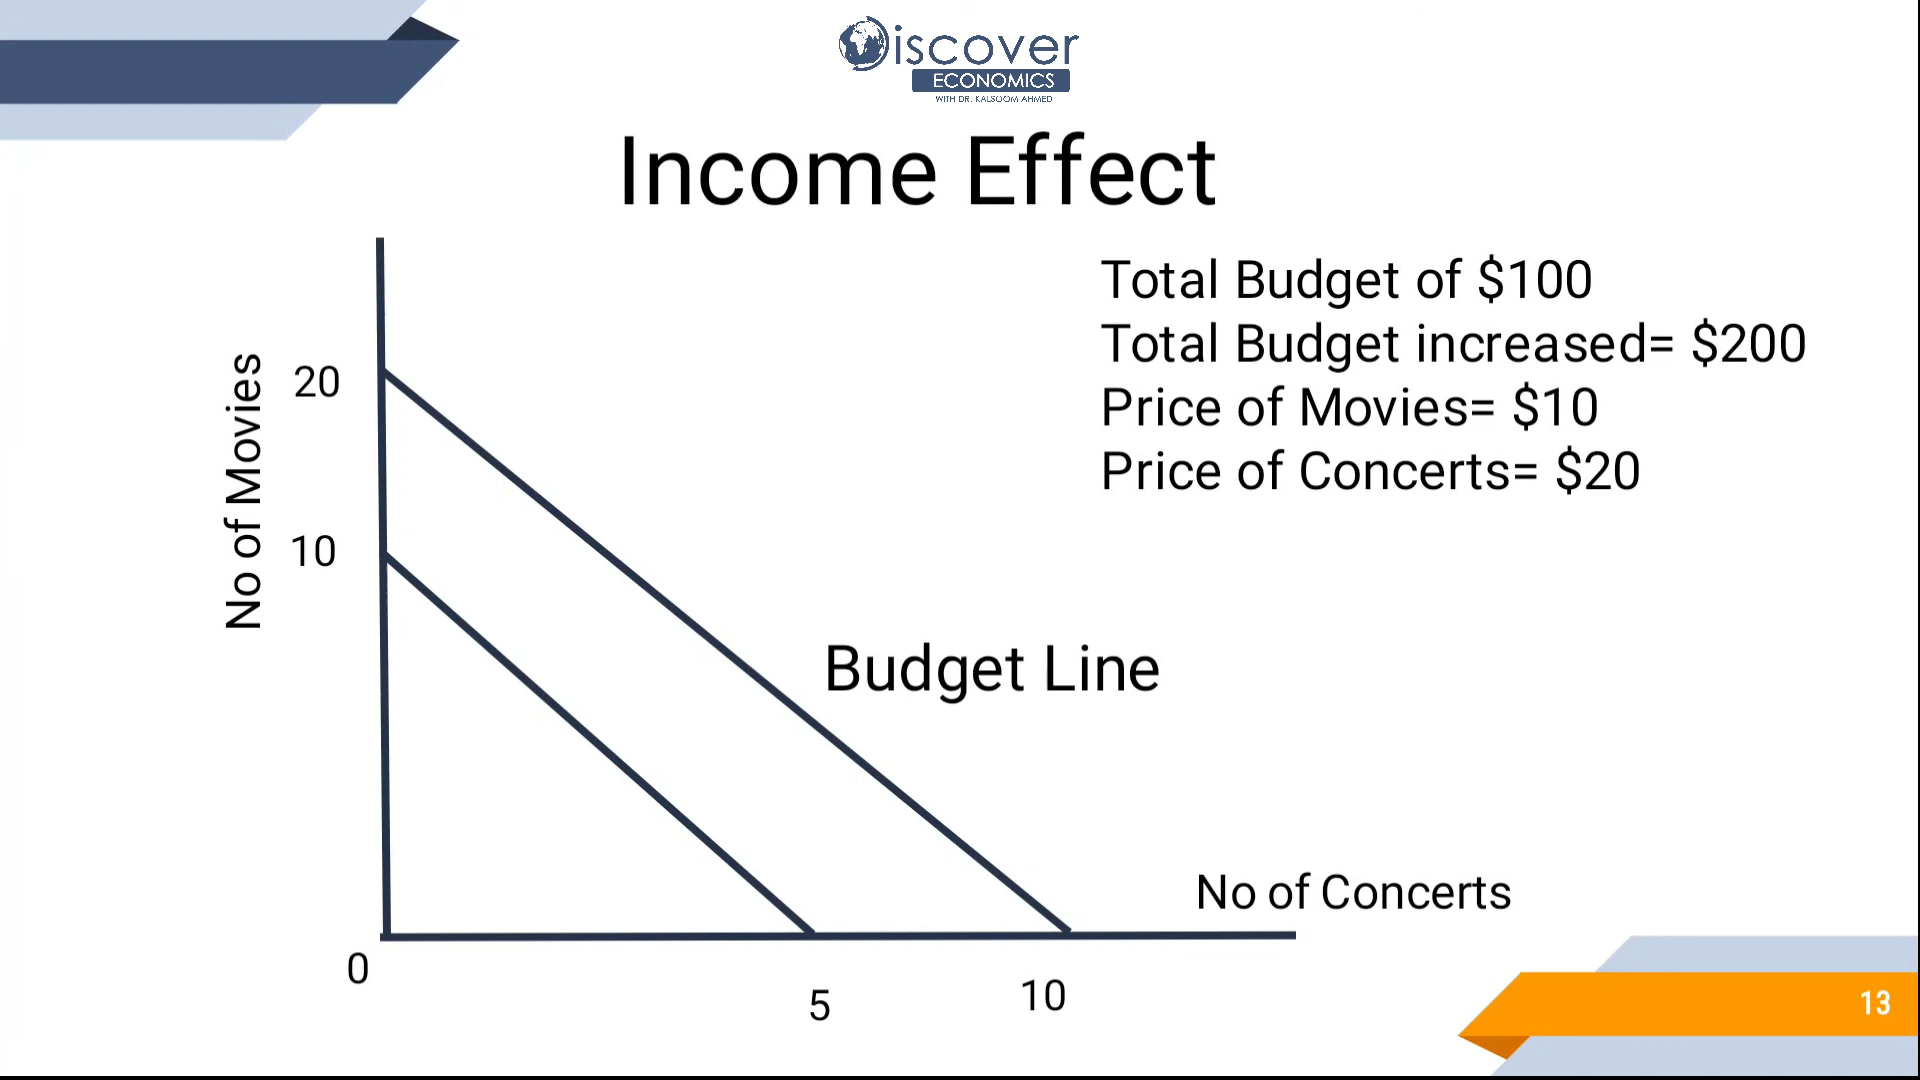 Discover
ECONOMICS
WITH DR. KALSOOM AHMED
Income Effect
Total Budget of $100
Total Budget increased= $200
Price of Movies= $10
Price of Concerts= $20
No of Movies
20
10
Budget Line
No of Concerts
0
5
10
13